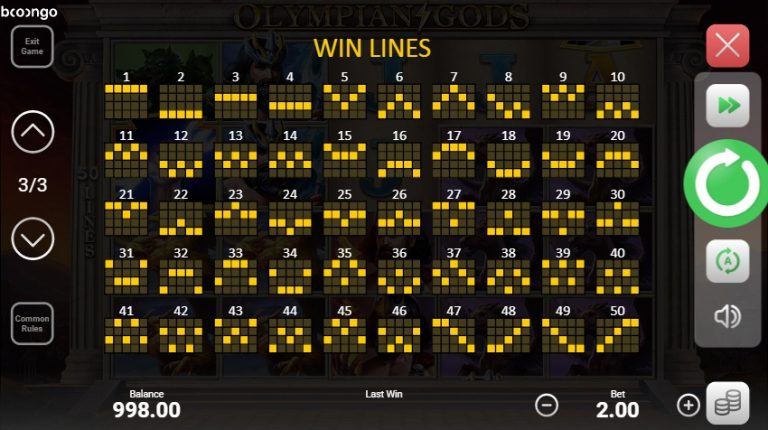 booongo
OLYMPIAN GODS
Exit Game
WIN LINES
1 2 3 4 5 6 7 8 9 10
11 12 13 14 15 16 17 18 19 20
3/3
50 LINES
21 22 23 24 25 26 27 28 29 30
31 32 33 34 35 36 37 38 39 40
A
Common Rules
41 42 43 44 45 46 47 48 49 50
Balance
998.00
Last Win
Bet
2.00